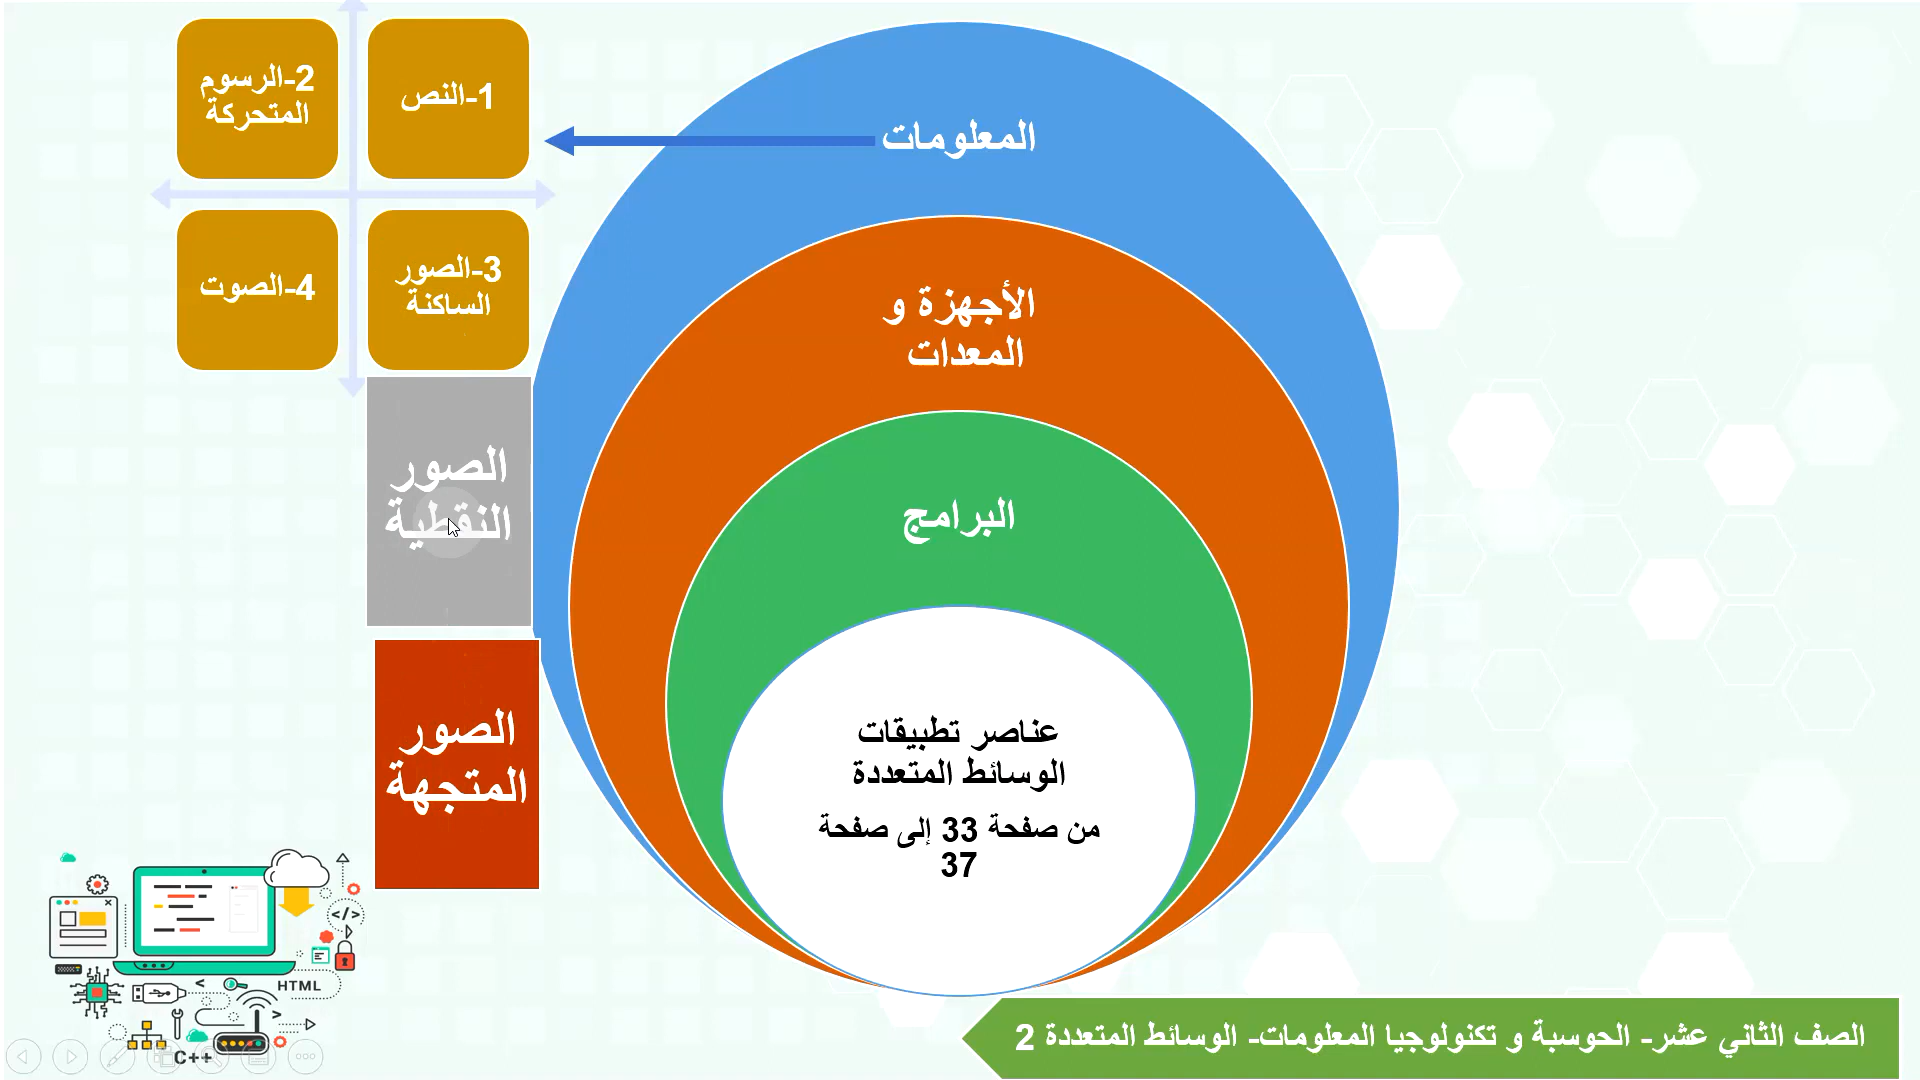 1-النص
2-الرسوم
المتحركة
3-الصور
الساكنة
4-الصوت
المعلومات
الأجهزة و
المعدات
البرامج
عناصر تطبيقات
الوسائط المتعددة
من صفحة 33 إلى صفحة
37
الصور
النقطية
الصور
المتجهة
</>
HTML
C++
الصف الثاني عشر- الحوسبة و تكنولوجيا المعلومات- الوسائط المتعددة 2